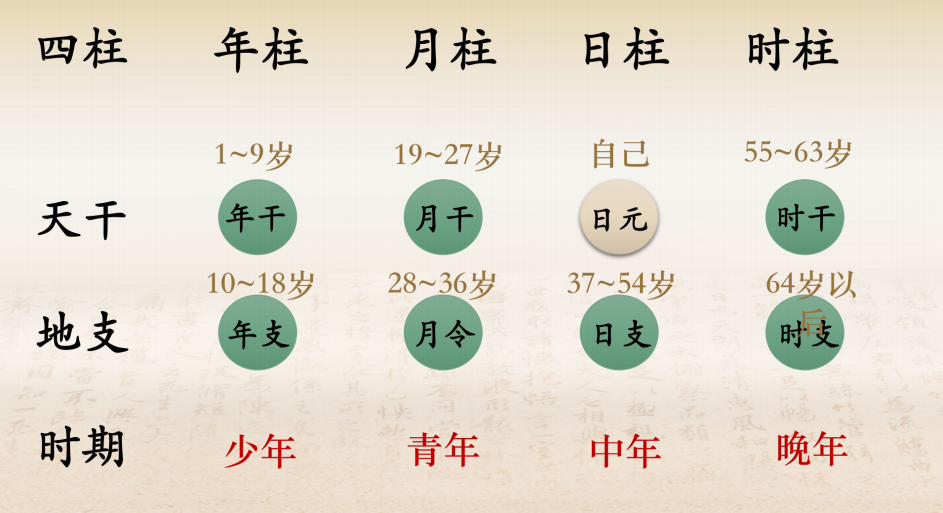 四柱 年柱 月柱 日柱 时柱
1~9岁 19~27岁 自己 55~63岁
天干 年干 月干 日元 时干
10~18岁 28~36岁 37~54岁 64岁以后
地支 年支 月令 日支 时支
时期 少年 青年 中年 晚年